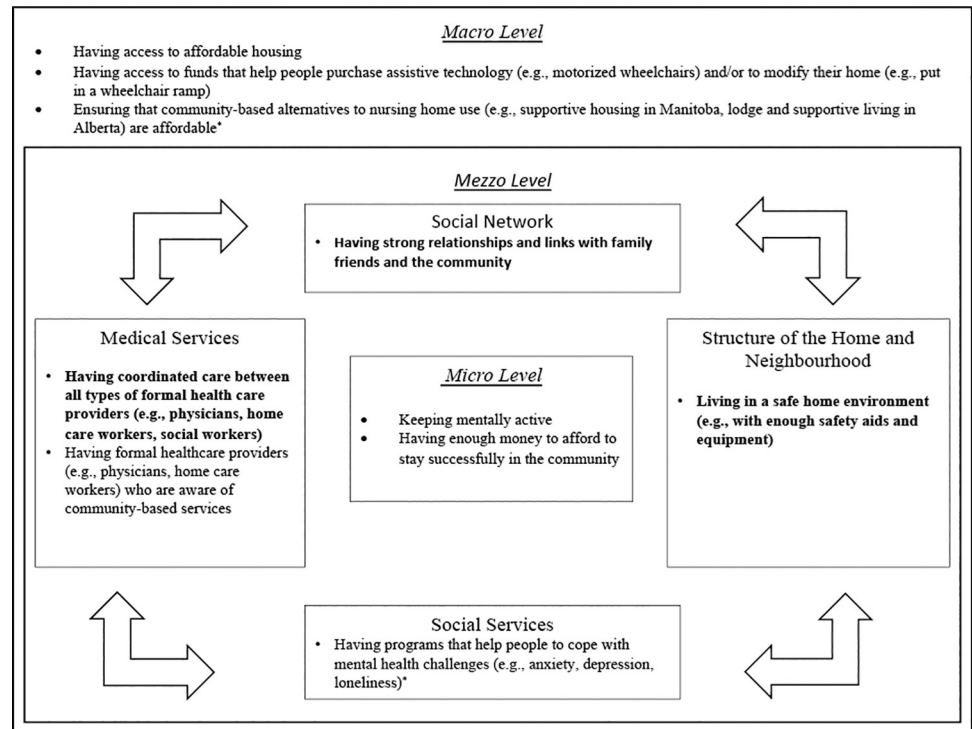 Macro Level
• Having access to affordable housing
• Having access to funds that help people purchase assistive technology (e.g., motorized wheelchairs) and/or to modify their home (e.g., put
in a wheelchair ramp)
• Ensuring that community-based alternatives to nursing home use (e.g., supportive housing in Manitoba, lodge and supportive living in
Alberta) are affordable*
Mezzo Level
Social Network
• Having strong relationships and links with family
friends and the community
Medical Services
• Having coordinated care between
all types of formal health care
providers (e.g., physicians, home
care workers, social workers)
• Having formal healthcare providers
(e.g., physicians, home care
workers) who are aware of
community-based services
Micro Level
• Keeping mentally active
• Having enough money to afford to
stay successfully in the community
Structure of the Home and
Neighbourhood
• Living in a safe home environment
(e.g., with enough safety aids and
equipment)
Social Services
• Having programs that help people to cope with
mental health challenges (e.g., anxiety, depression,
loneliness)*